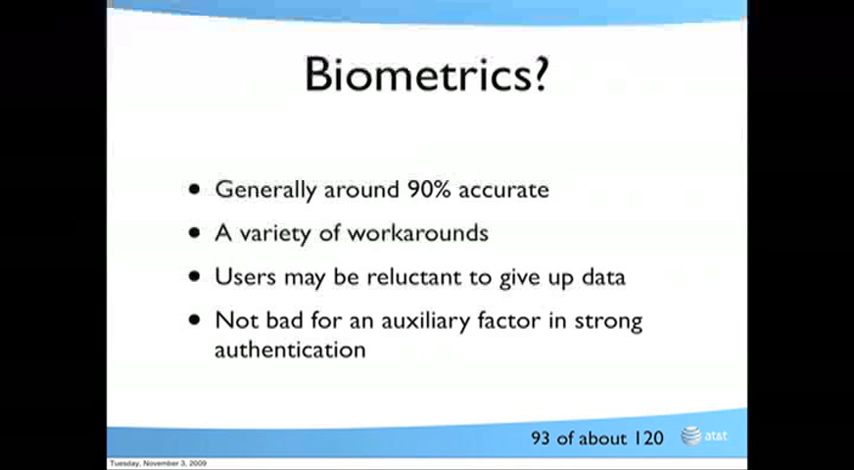 Biometrics?
• Generally around 90% accurate
• A variety of workarounds
• Users may be reluctant to give up data
• Not bad for an auxiliary factor in strong
authentication
93 of about 120
at&t
Tuesday, November 3, 2009